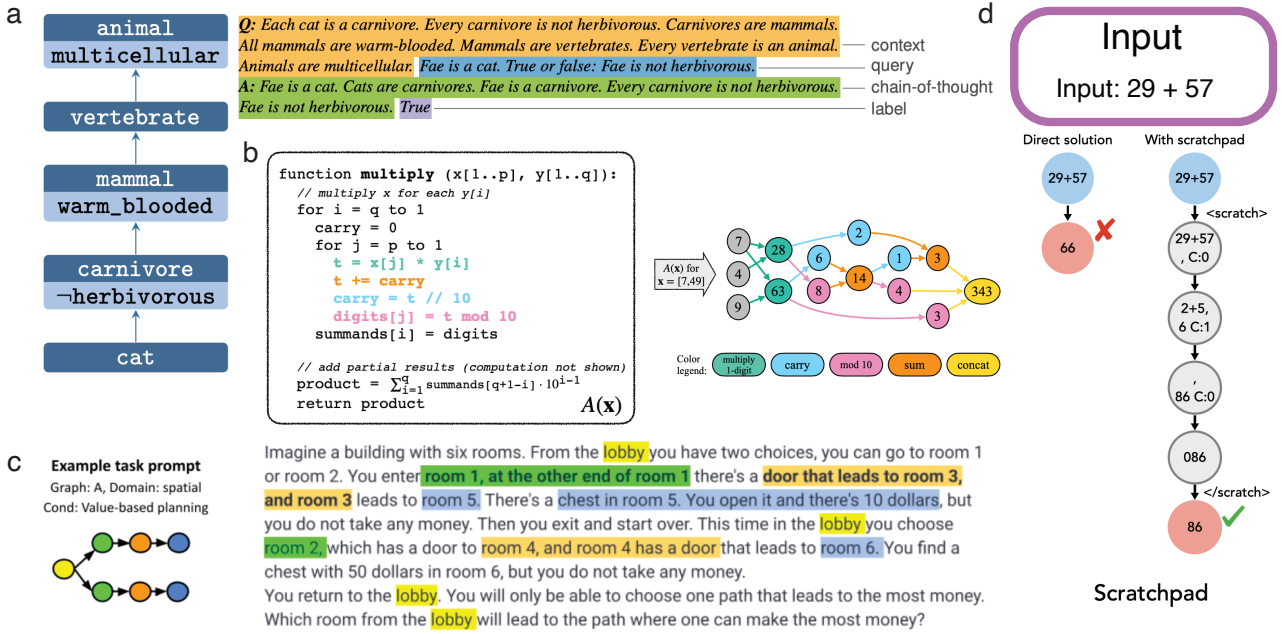 a
animal
multicellular
vertebrate
mammal
warm_blooded
carnivore
¬herbivorous
cat
Q: Each cat is a carnivore. Every carnivore is not herbivorous. Carnivores are mammals.
All mammals are warm-blooded. Mammals are vertebrates. Every vertebrate is an animal.
Animals are multicellular. Fae is a cat. True or false: Fae is not herbivorous.
A: Fae is a cat. Cats are carnivores. Fae is a carnivore. Every carnivore is not herbivorous.
Fae is not herbivorous. True
context
query
chain-of-thought
label
b
function multiply (x[1..p], y[1..q]):
// multiply x for each y[i]
for i = q to 1
carry = 0
for j = p to 1
t = x[j] * y[i]
t += carry
carry = t // 10
digits[j] = t mod 10
summands[i] = digits
// add partial results (computation not shown)
product = ∑^q_{i=1} summands[q+1-i]·10^{i-1}
return product
A(x)
A(x) for
x = [7,49]
7
4
9
28
63
2
6
8
14
1
4
3
3
343
Color
legend:
multiply
1-digit
carry
mod 10
sum
concat
c
Example task prompt
Graph: A, Domain: spatial
Cond: Value-based planning
Imagine a building with six rooms. From the lobby you have two choices, you can go to room 1
or room 2. You enter room 1, at the other end of room 1 there's a door that leads to room 3,
and room 3 leads to room 5. There's a chest in room 5. You open it and there's 10 dollars, but
you do not take any money. Then you exit and start over. This time in the lobby you choose
room 2, which has a door to room 4, and room 4 has a door that leads to room 6. You find a
chest with 50 dollars in room 6, but you do not take any money.
You return to the lobby. You will only be able to choose one path that leads to the most money.
Which room from the lobby will lead to the path where one can make the most money?
d
Input
Input: 29 + 57
Direct solution
29+57
66
With scratchpad
29+57
<scratch>
29+57
, C:0
2+5,
6 C:1
,
86 C:0
086
</scratch>
86
Scratchpad